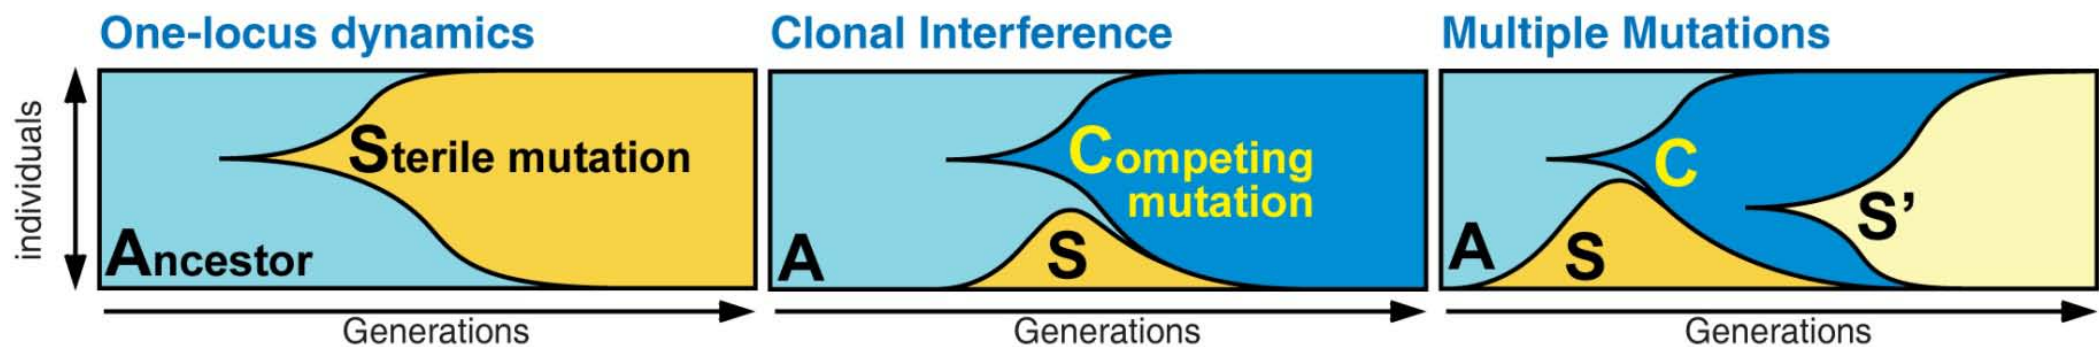 One-locus dynamics
individuals
Sterile mutation
Ancestor
Generations
Clonal Interference
Competing
mutation
A
S
Generations
Multiple Mutations
C
S’
A
S
Generations